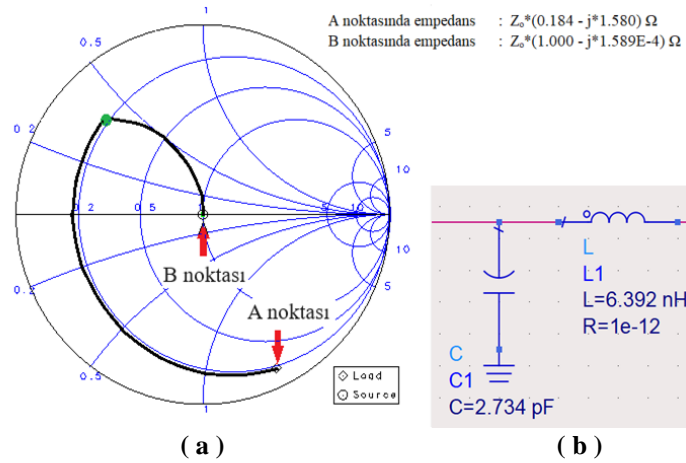 A noktasında empedans : Zo*(0.184 - j*1.580) Ω
B noktasında empedans : Zo*(1.000 - j*1.589E-4) Ω
1
0.5
0 2
5
10
0 2
0 5
1
10
10
5
0.2
0.5
1
B noktası
A noktası
Load
Source
L
L1
L=6.392 nH
R=1e-12
C
C1
C=2.734 pF
( a )
( b )